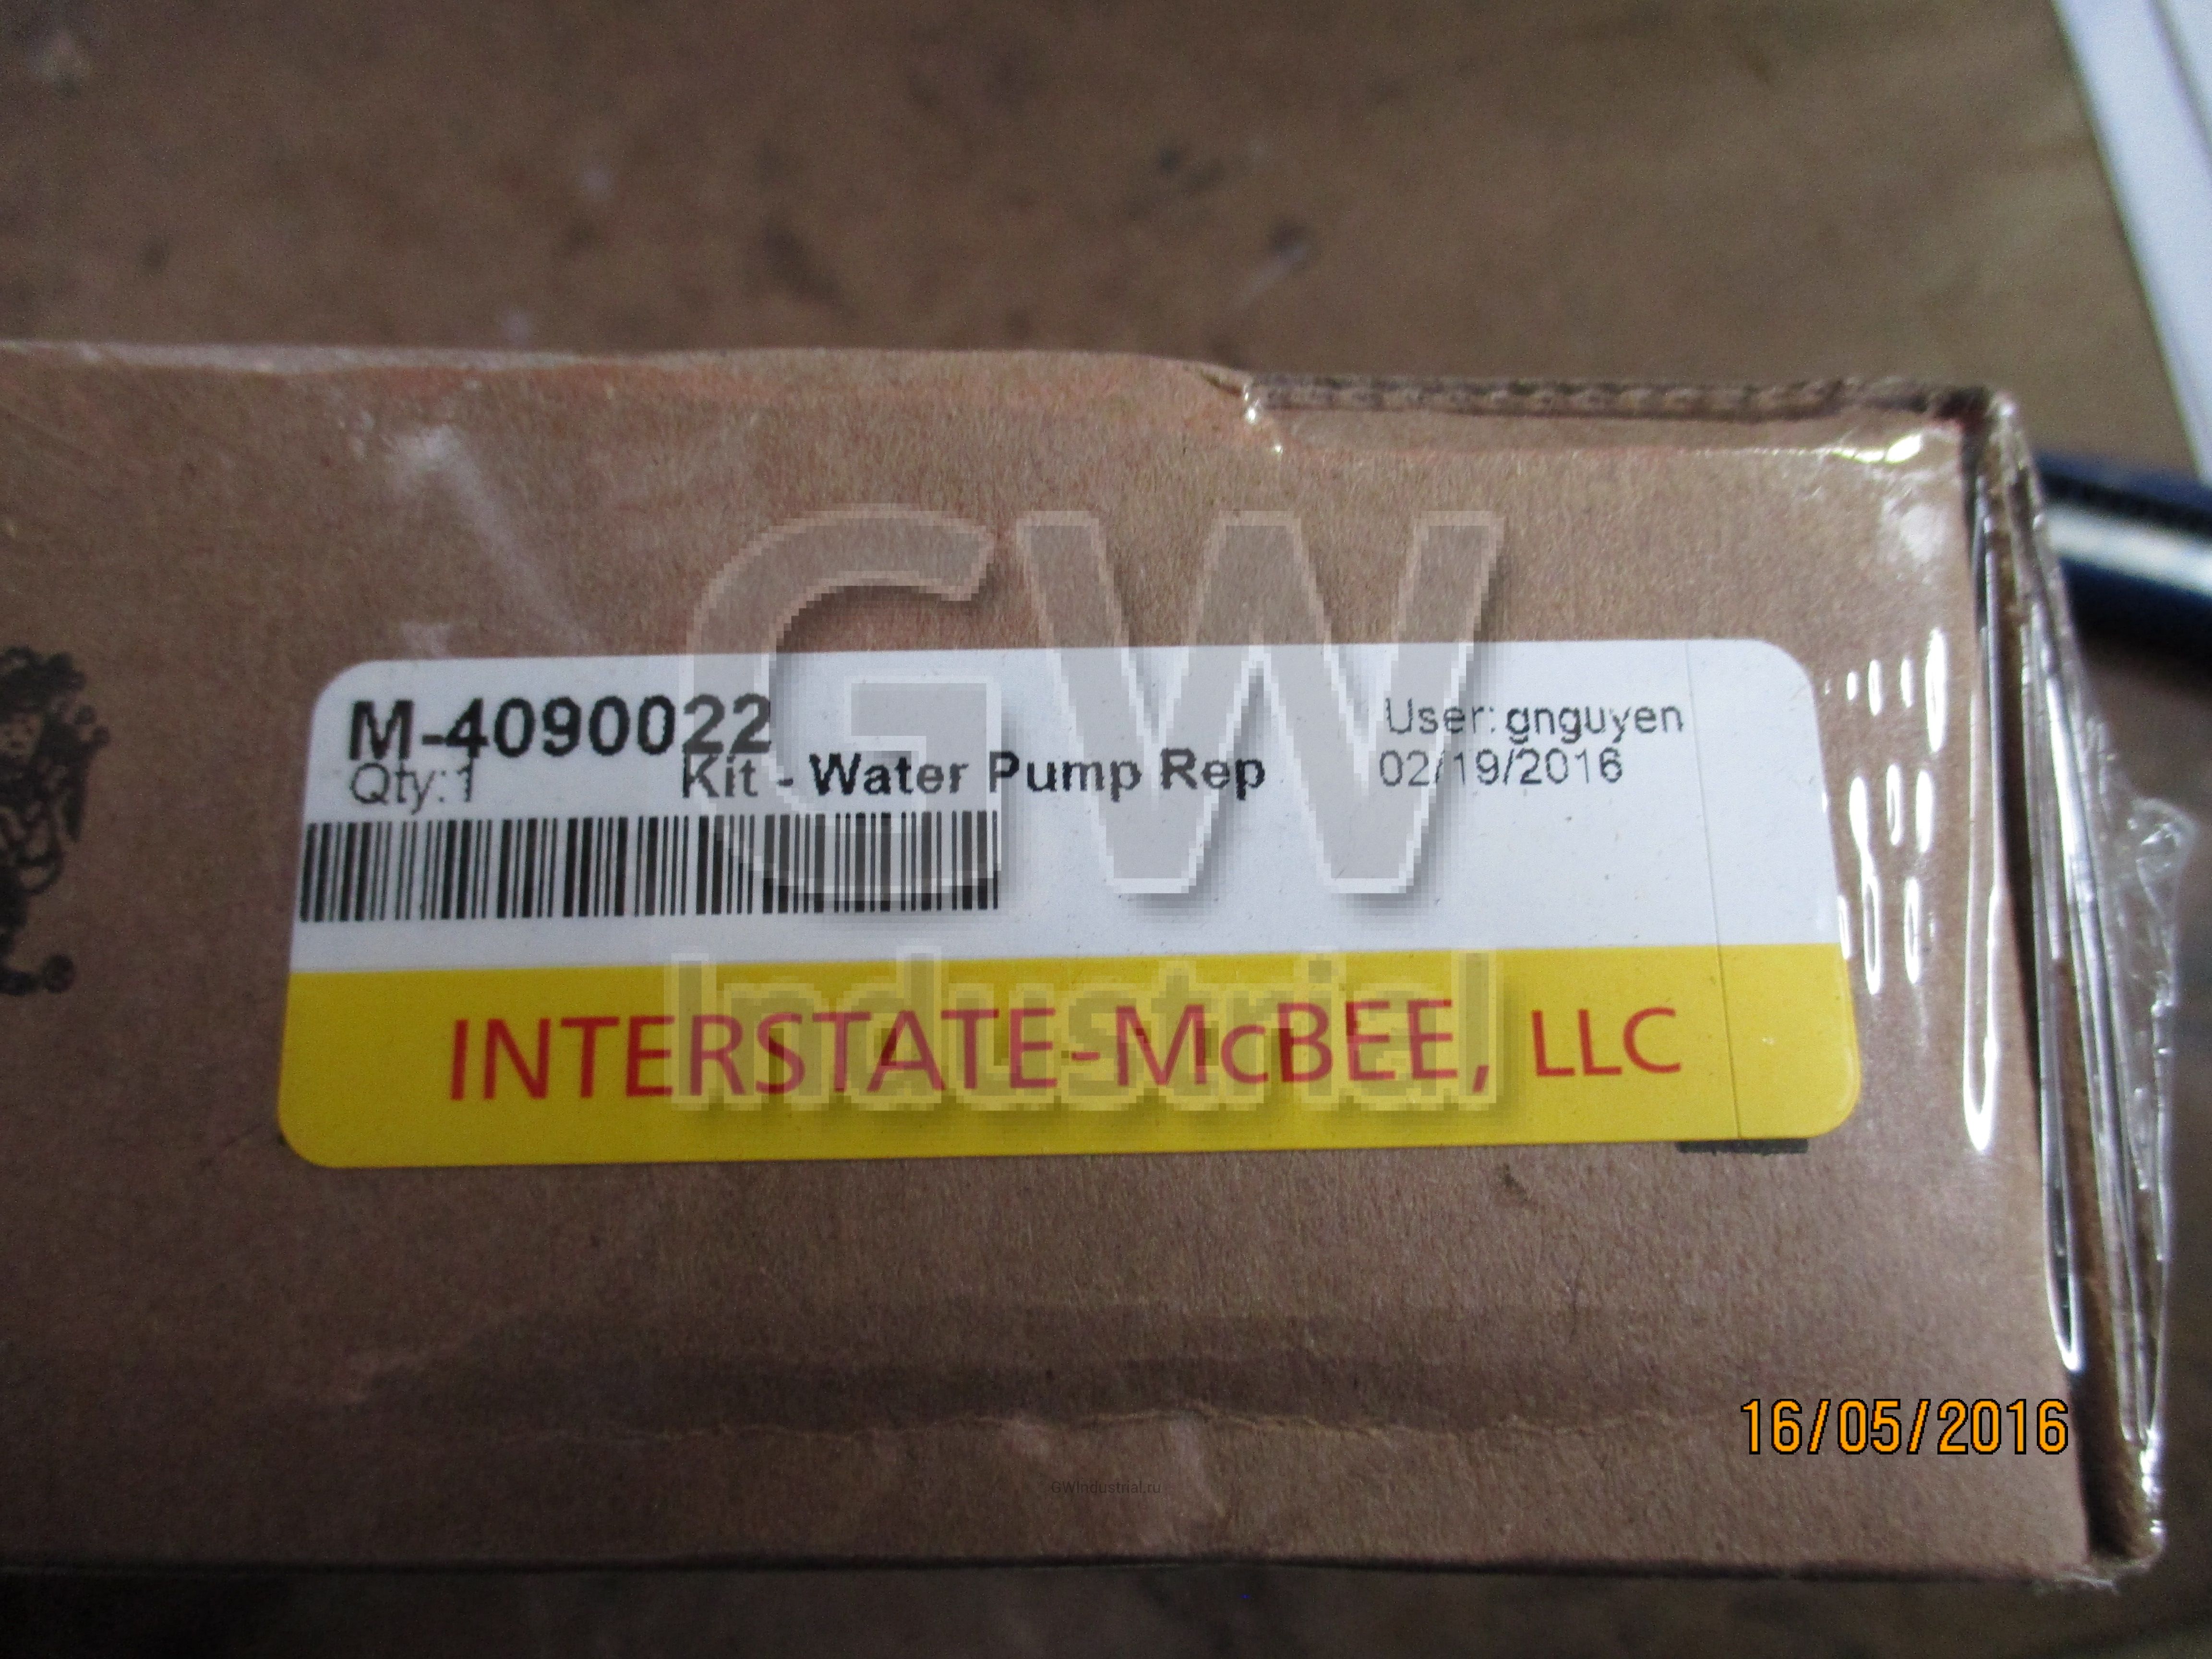 M-4090022
Qty:1
Kit - Water Pump Rep
User: gnguyen
02/19/2016
INTERSTATE-McBEE, LLC
GW
Industrial
16/05/2016
GWIndustrial.ru